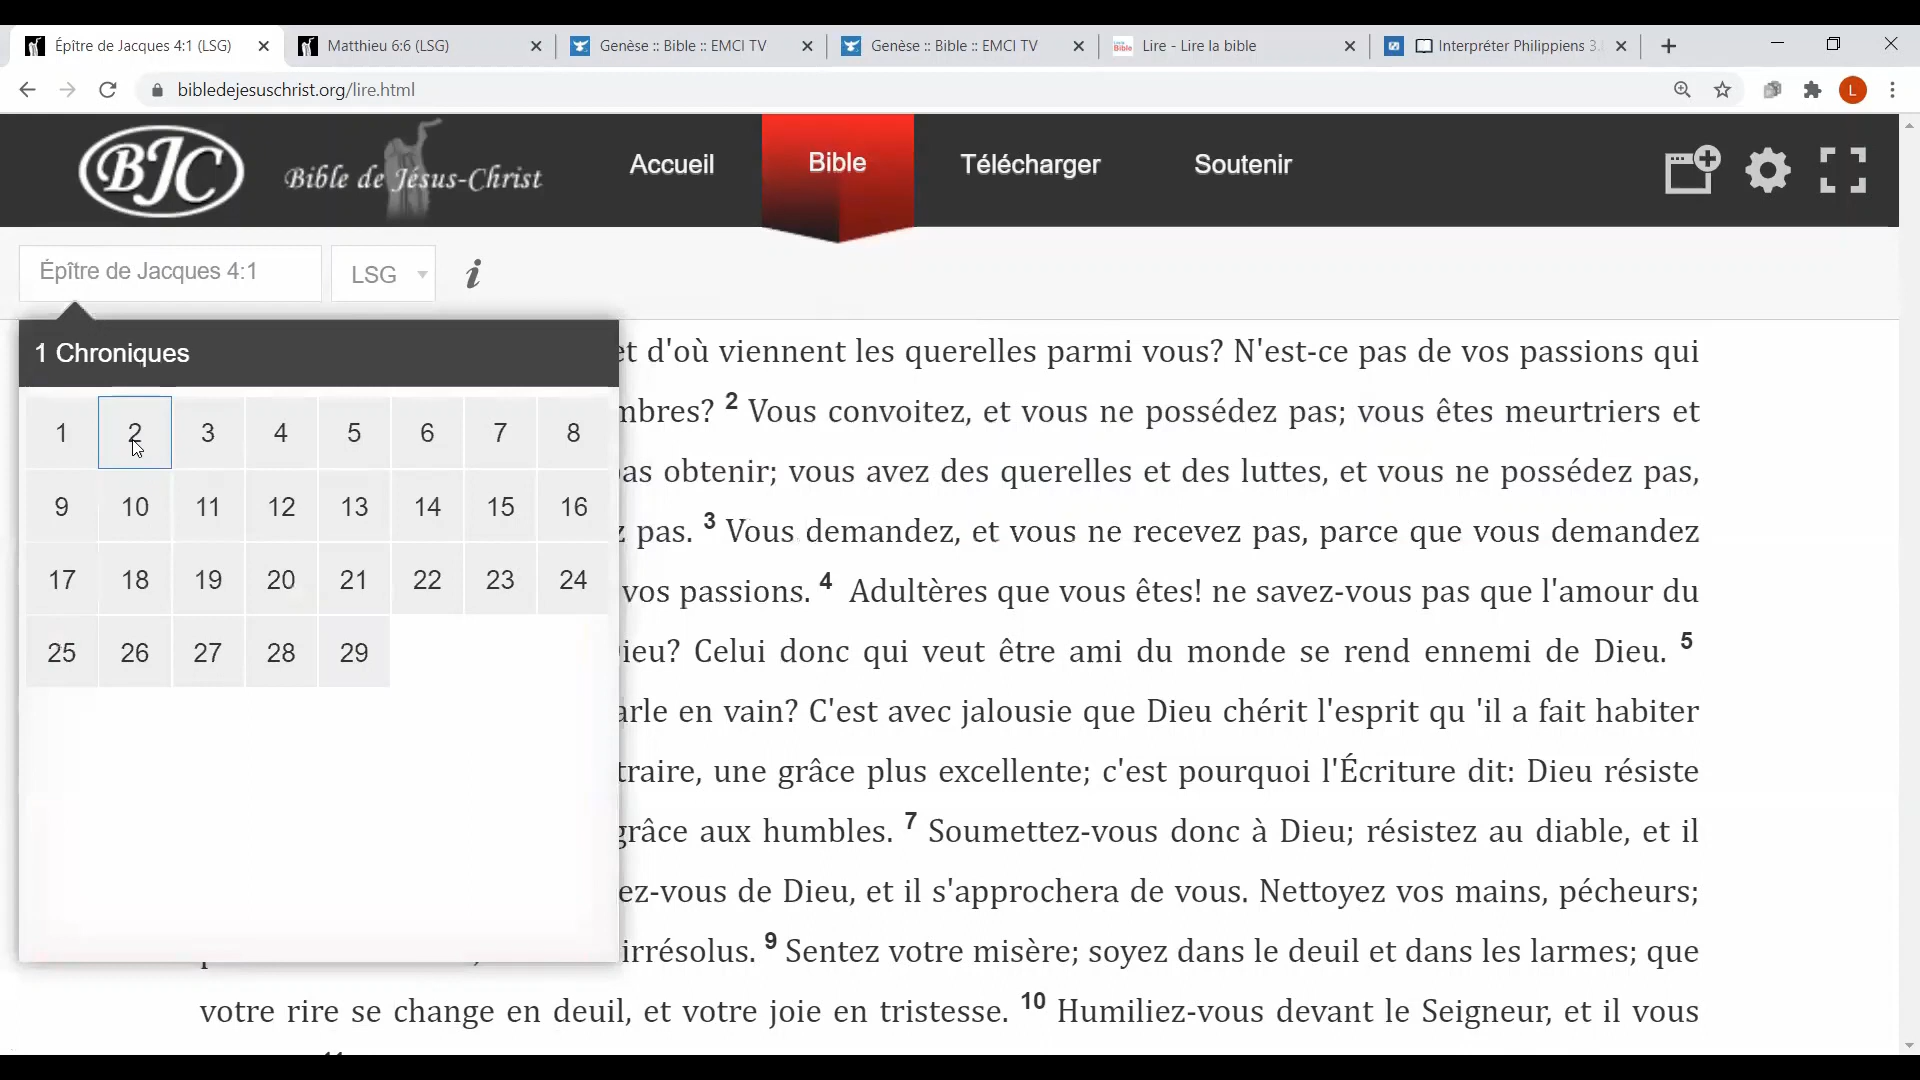 Épître de Jacques 4:1 (LSG)
Matthieu 6:6 (LSG)
Genèse :: Bible :: EMCI TV
Genèse :: Bible :: EMCI TV
Lire - Lire la bible
Interpréter Philippiens 3.
bibledejesuschrist.org/lire.html
L
BJC
Bible de Jésus-Christ
Accueil
Bible
Télécharger
Soutenir
Épître de Jacques 4:1
LSG
i
1 Chroniques
1 2 3 4 5 6 7 8
9 10 11 12 13 14 15 16
17 18 19 20 21 22 23 24
25 26 27 28 29
et d'où viennent les querelles parmi vous? N'est-ce pas de vos passions qui
mbres? 2 Vous convoitez, et vous ne possédez pas; vous êtes meurtriers et
pas obtenir; vous avez des querelles et des luttes, et vous ne possédez pas,
z pas. 3 Vous demandez, et vous ne recevez pas, parce que vous demandez
vos passions. 4 Adultères que vous êtes! ne savez-vous pas que l'amour du
Dieu? Celui donc qui veut être ami du monde se rend ennemi de Dieu. 5
arle en vain? C'est avec jalousie que Dieu chérit l'esprit qu 'il a fait habiter
traire, une grâce plus excellente; c'est pourquoi l'Écriture dit: Dieu résiste
grâce aux humbles. 7 Soumettez-vous donc à Dieu; résistez au diable, et il
ez-vous de Dieu, et il s'approchera de vous. Nettoyez vos mains, pécheurs;
irrésolus. 9 Sentez votre misère; soyez dans le deuil et dans les larmes; que
votre rire se change en deuil, et votre joie en tristesse. 10 Humiliez-vous devant le Seigneur, et il vous